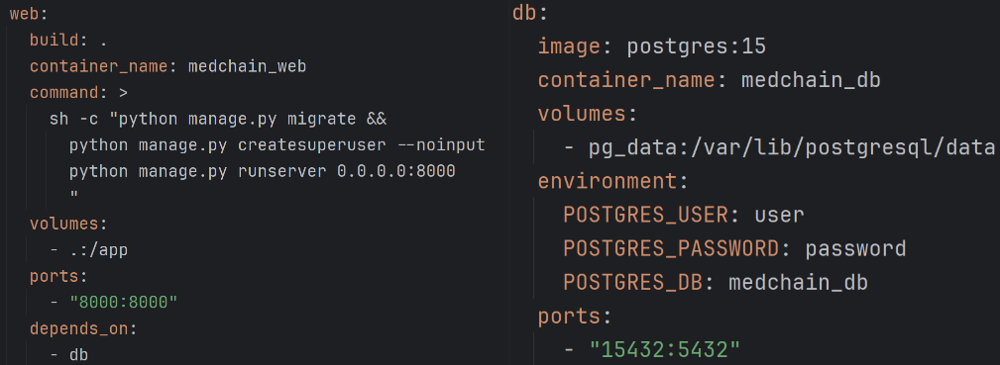 web:
build: .
container_name: medchain_web
command: >
sh -c "python manage.py migrate &&
python manage.py createsuperuser --noinput
python manage.py runserver 0.0.0.0:8000
"
volumes:
- .:/app
ports:
- "8000:8000"
depends_on:
- db
db:
image: postgres:15
container_name: medchain_db
volumes:
- pg_data:/var/lib/postgresql/data
environment:
POSTGRES_USER: user
POSTGRES_PASSWORD: password
POSTGRES_DB: medchain_db
ports:
- "15432:5432"